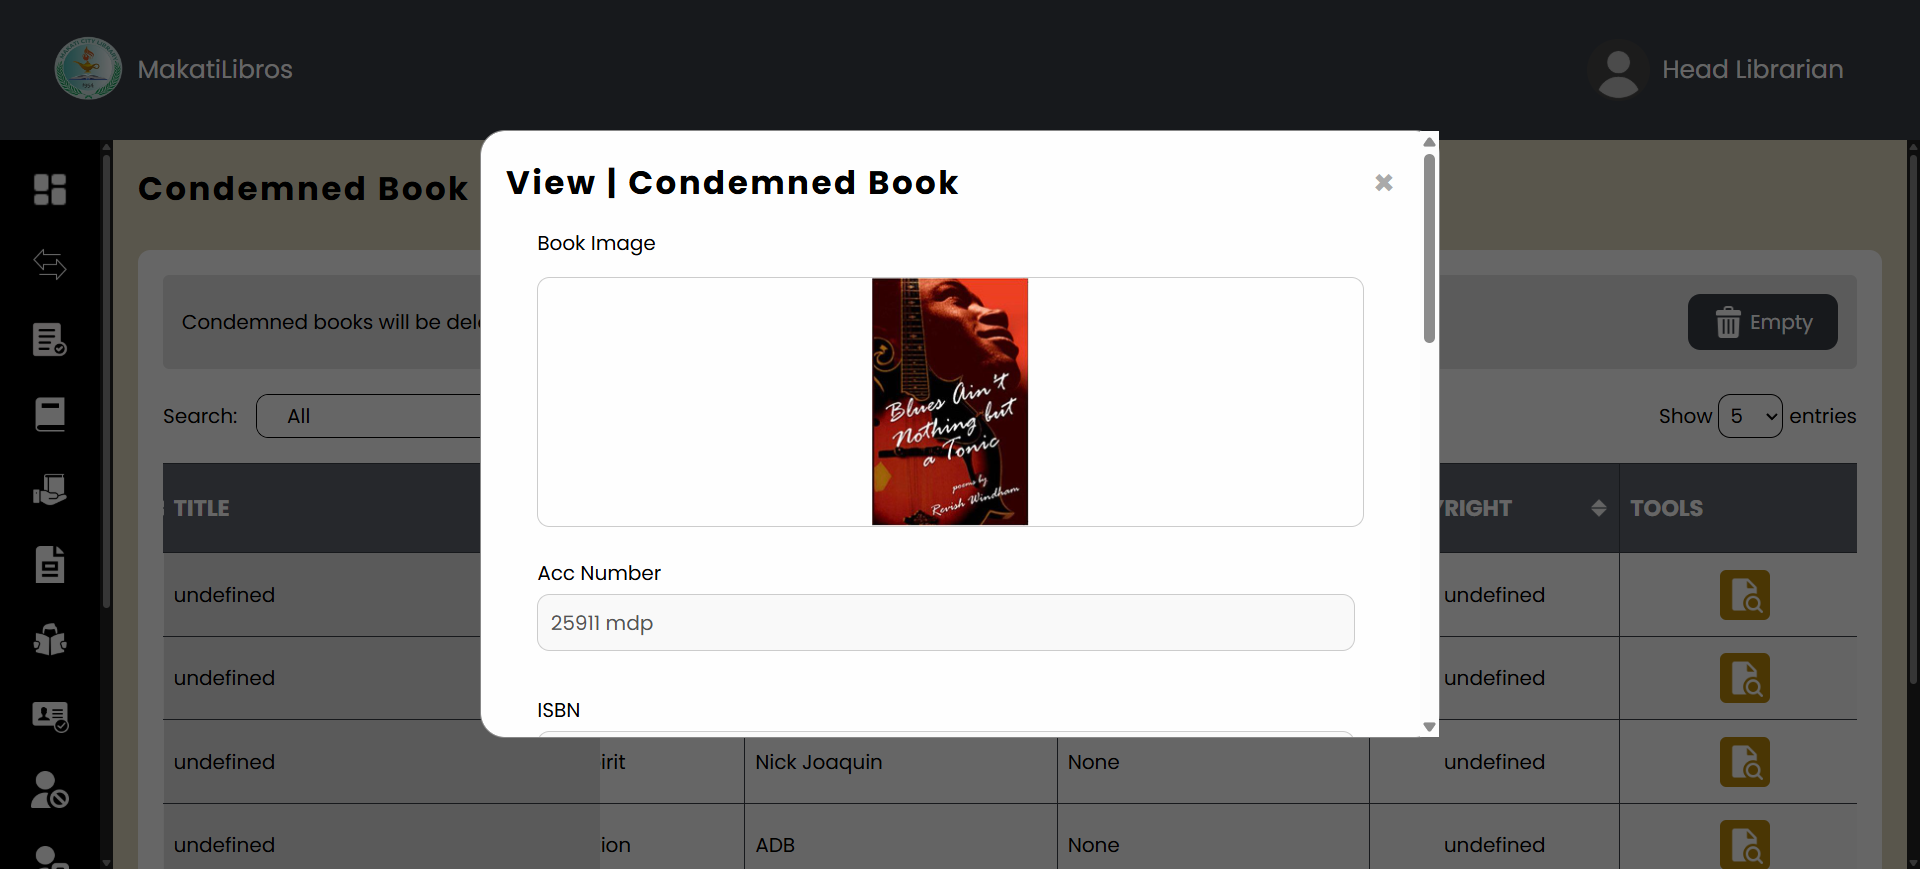 MakatiLibros
Head Librarian
Condemned Book
View | Condemned Book
Book Image
Blues Ain't
Nothing but
a Tonic
poems by
Revish Windham
Condemned books will be del
Empty
Search:
All
Show 5 entries
Acc Number
25911 mdp
ISBN
TITLE
RIGHT
TOOLS
undefined
undefined
undefined
undefined
undefined
irit
Nick Joaquin
None
undefined
undefined
ion
ADB
None
undefined